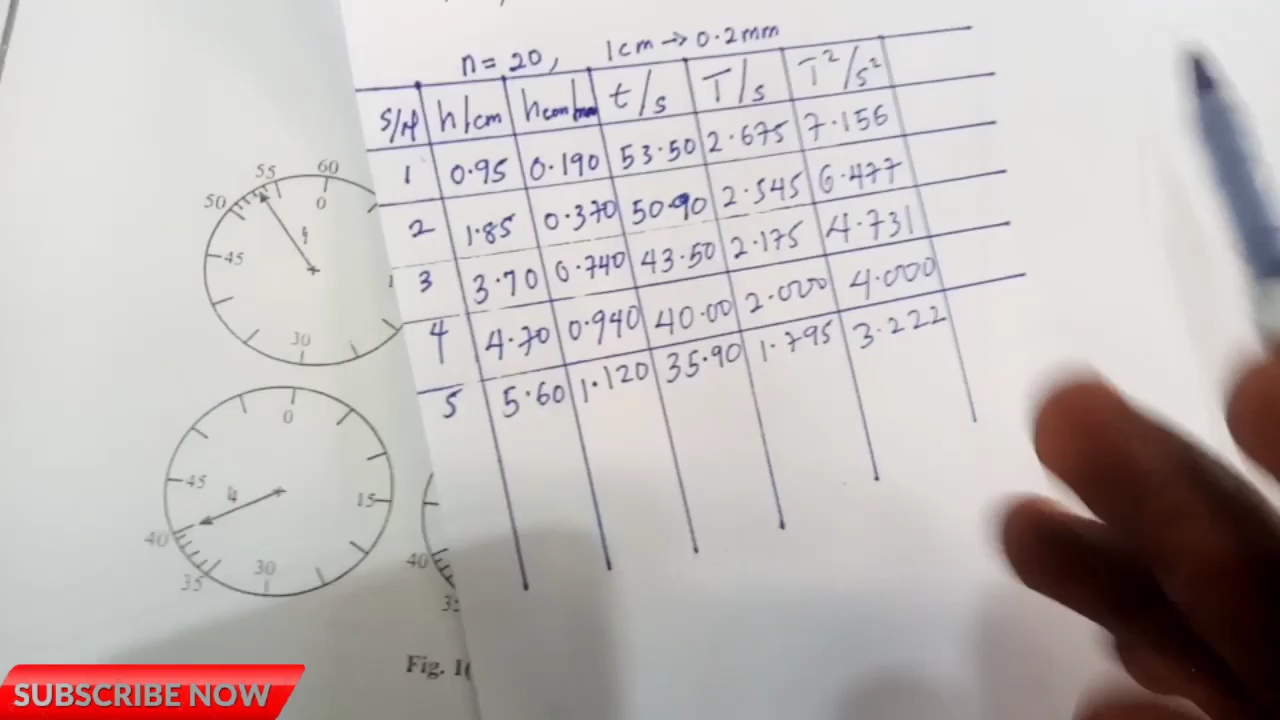 n = 20, 1cm → 0.2mm
S/N h/cm hcon/mm t/s T/s T²/s²
1 0.95 0.190 53.50 2.675 7.156
2 1.85 0.370 50.90 2.545 6.477
3 3.70 0.740 43.50 2.175 4.731
4 4.70 0.940 40.00 2.000 4.000
5 5.60 1.120 35.90 1.795 3.222
60
55
50
0
45
30
0
45
15
40
35
30
40
Fig. 1(
SUBSCRIBE NOW